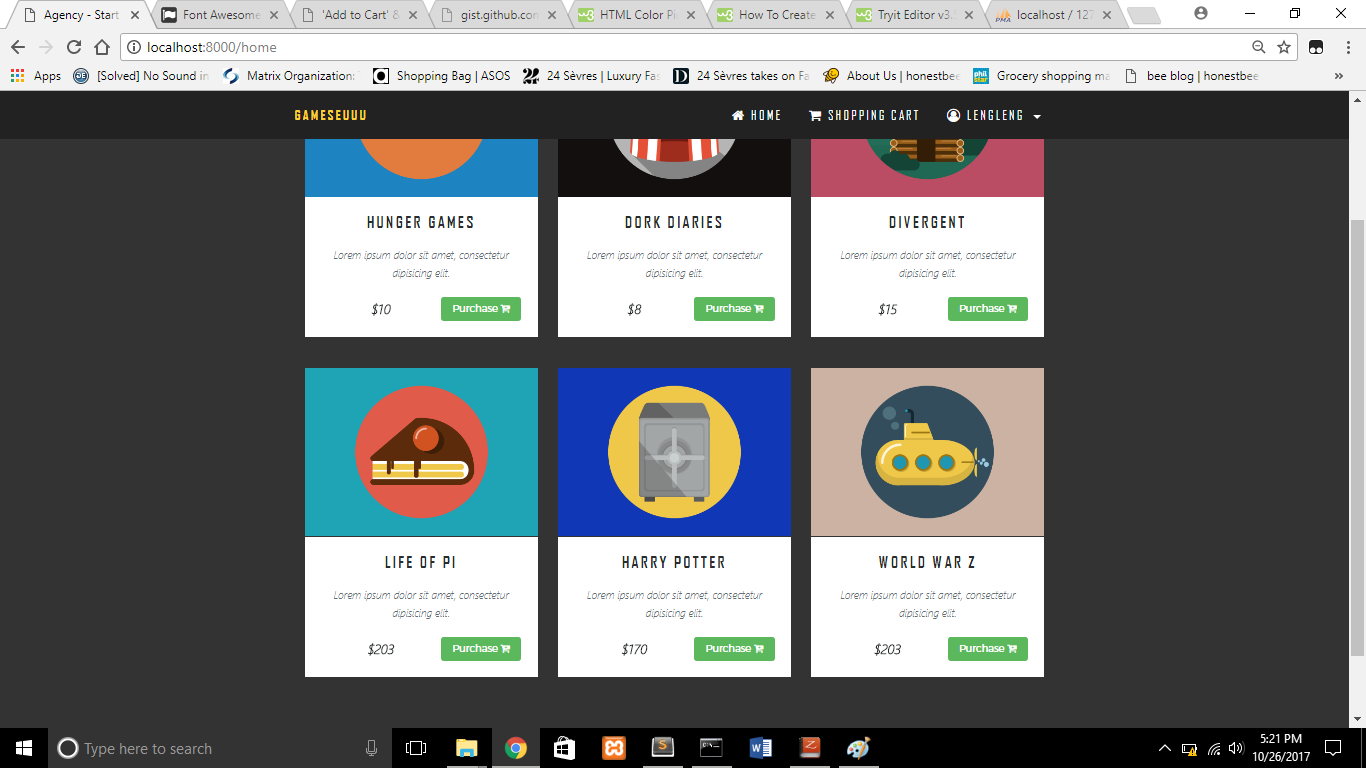 Agency - Start
Font Awesome
'Add to Cart' &
gist.github.com
HTML Color Pi
How To Create
Tryit Editor v3.
localhost / 127
localhost:8000/home
Apps
[Solved] No Sound in
Matrix Organization:
Shopping Bag | ASOS
24 Sèvres | Luxury Fas
24 Sèvres takes on Fa
About Us | honestbee
Grocery shopping ma
bee blog | honestbee
GAMESEUUU
HOME
SHOPPING CART
LENGLENG
HUNGER GAMES
Lorem ipsum dolor sit amet, consectetur
dipisicing elit.
$10
Purchase
DORK DIARIES
Lorem ipsum dolor sit amet, consectetur
dipisicing elit.
$8
Purchase
DIVERGENT
Lorem ipsum dolor sit amet, consectetur
dipisicing elit.
$15
Purchase
LIFE OF PI
Lorem ipsum dolor sit amet, consectetur
dipisicing elit.
$203
Purchase
HARRY POTTER
Lorem ipsum dolor sit amet, consectetur
dipisicing elit.
$170
Purchase
WORLD WAR Z
Lorem ipsum dolor sit amet, consectetur
dipisicing elit.
$203
Purchase
Type here to search
5:21 PM
10/26/2017